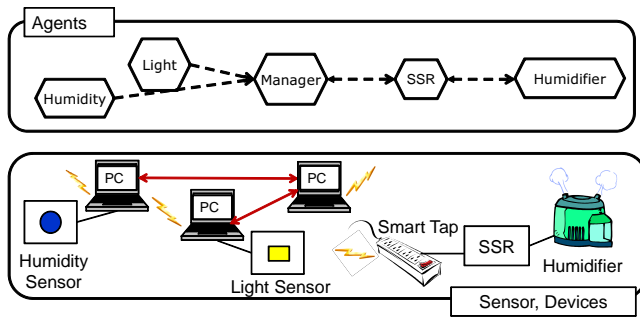 Agents
Light
Manager
SSR
Humidifier
Humidity
PC
PC
PC
Smart Tap
SSR
Humidity
Sensor
Light Sensor
Humidifier
Sensor, Devices